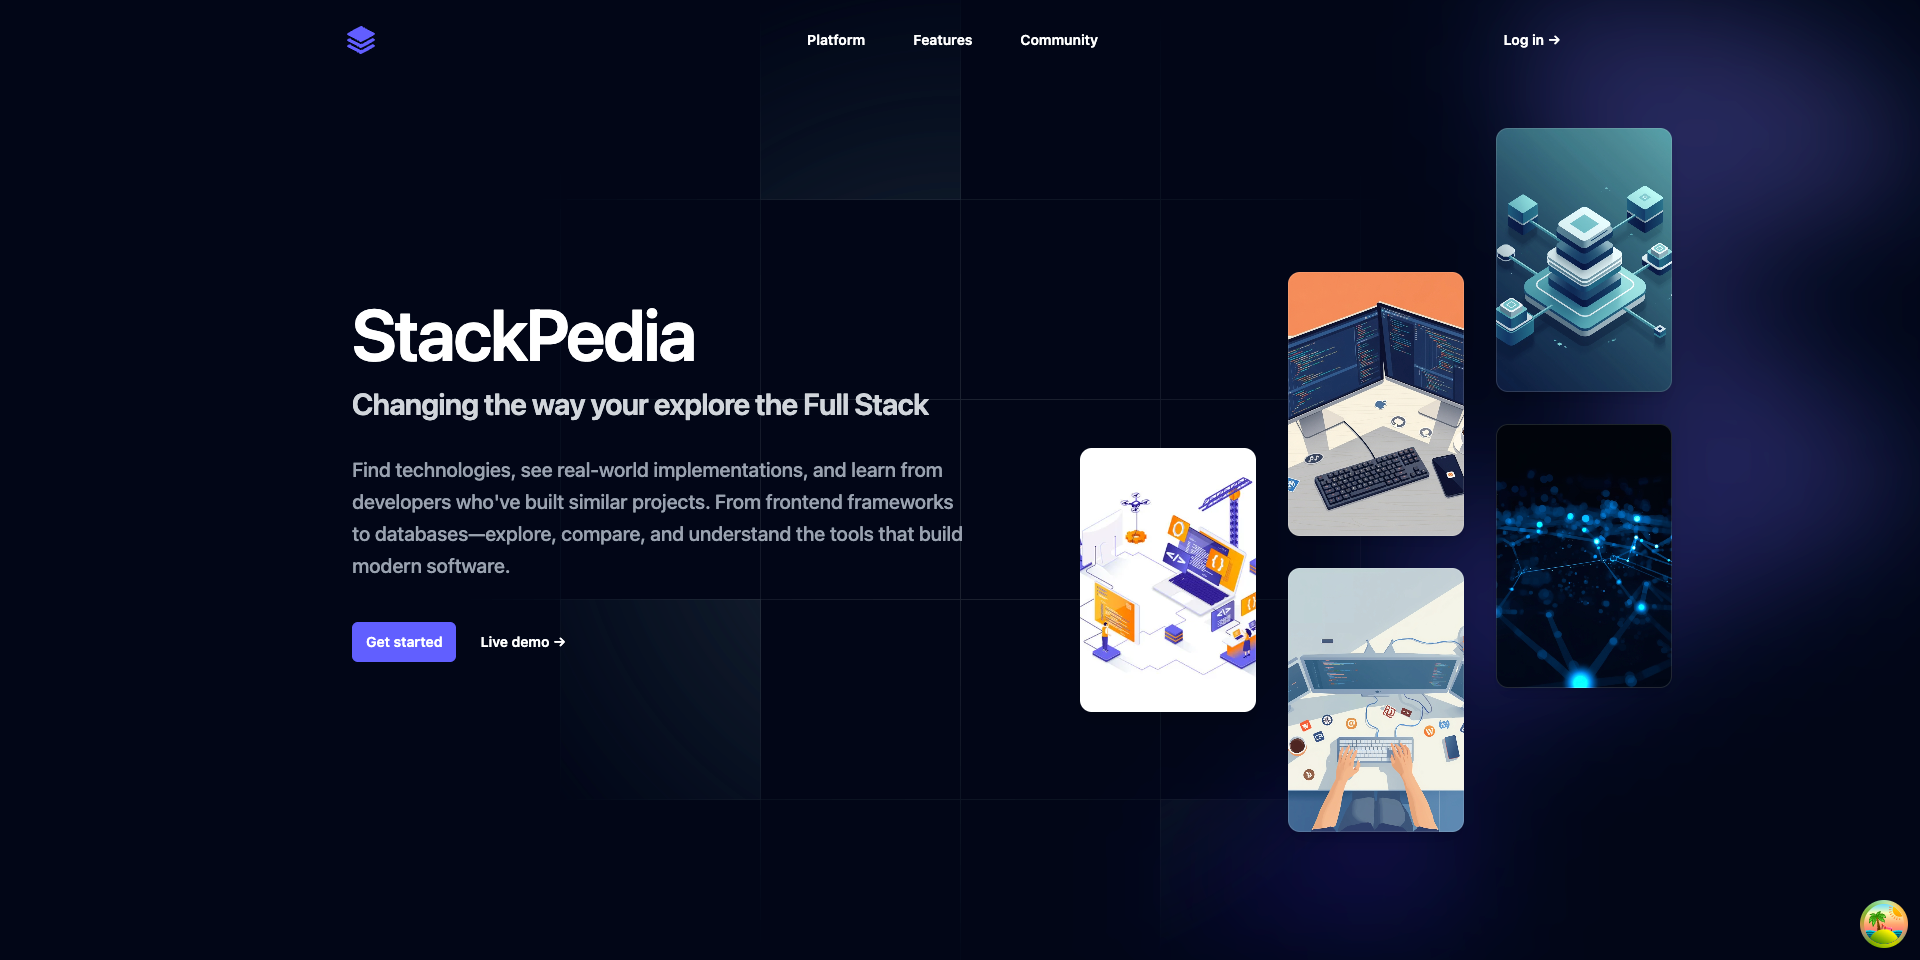 Platform
Features
Community
Log in →
StackPedia
Changing the way your explore the Full Stack
Find technologies, see real-world implementations, and learn from
developers who've built similar projects. From frontend frameworks
to databases—explore, compare, and understand the tools that build
modern software.
Get started
Live demo →